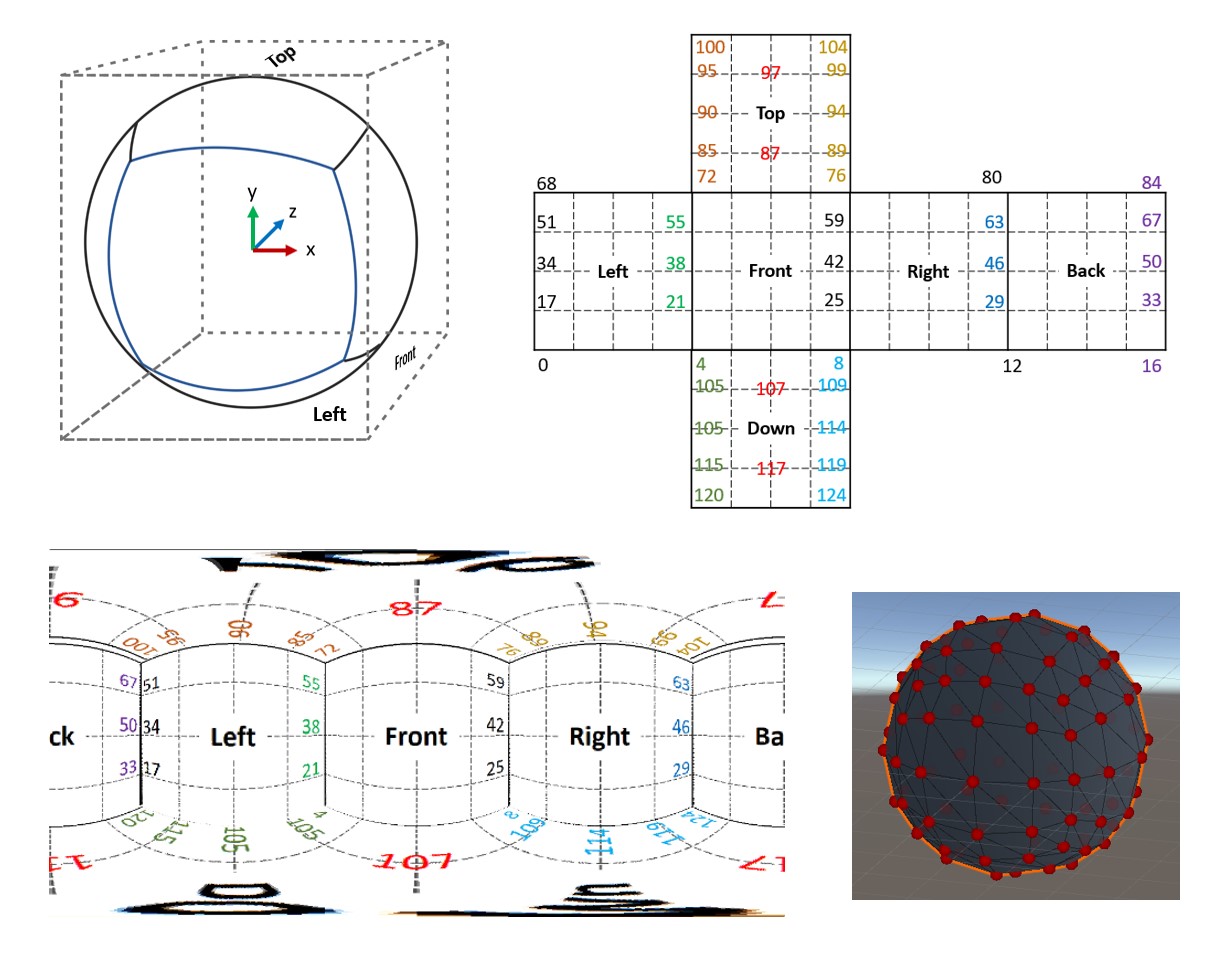 Top
y
z
x
Front
Left
100 104
95 97 99
90 Top 94
85 87 89
72 76
68 80 84
51 55 59 63 67
34 Left 38 Front 42 Right 46 Back 50
17 21 25 29 33
0 4 8 12 16
105 107 109
105 Down 114
115 117 119
120 124
87
100 95 90 85 72 76 89 94 99 104
67 51 55 59 63
ck 50 34 Left 38 Front 42 Right 46 Ba
33 17 21 25 29
120 115 105 105 4 8 109 114 119 124
107